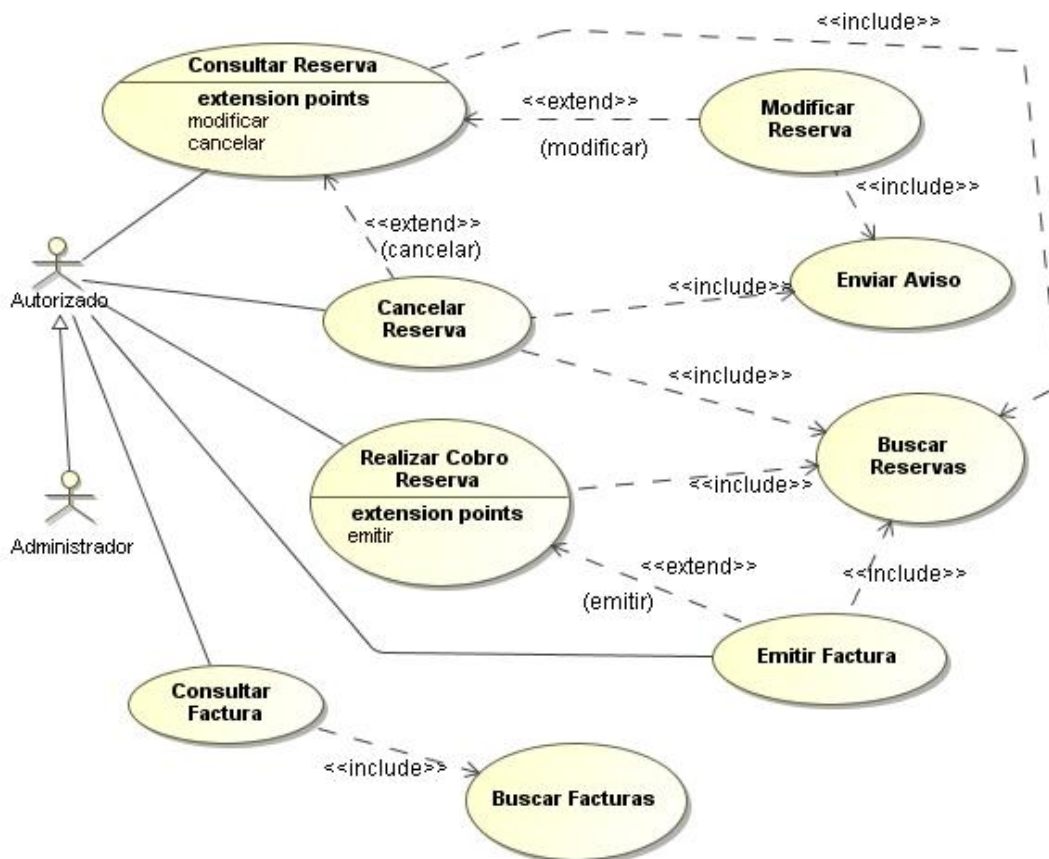 <<include>>
Consultar Reserva
extension points
modificar
cancelar
<<extend>>
(modificar)
Modificar
Reserva
<<include>>
<<extend>>
(cancelar)
Autorizado
Cancelar
Reserva
<<include>>
Enviar Aviso
<<include>>
Realizar Cobro
Reserva
extension points
emitir
<<include>>
Buscar
Reservas
Administrador
<<extend>>
(emitir)
<<include>>
Emitir Factura
Consultar
Factura
<<include>>
Buscar Facturas